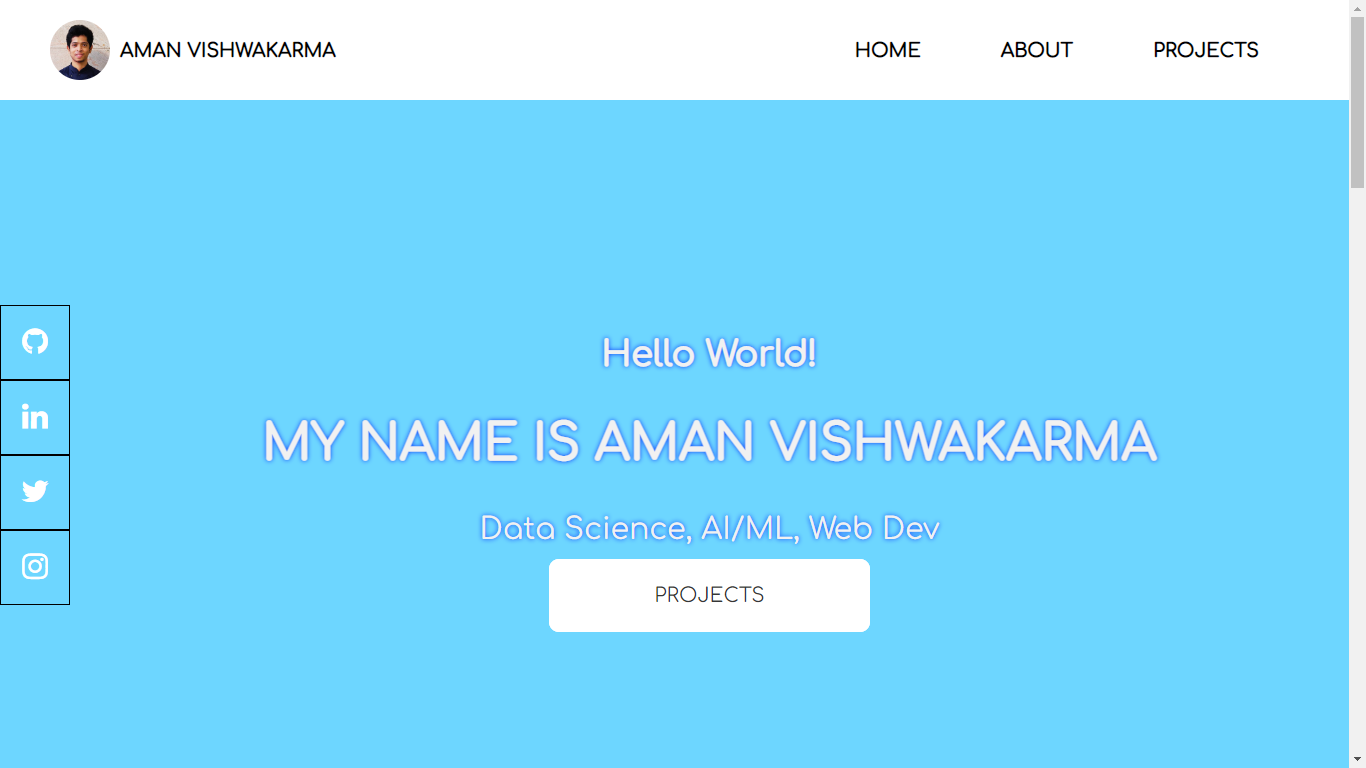 AMAN VISHWAKARMA
HOME ABOUT PROJECTS
Hello World!
MY NAME IS AMAN VISHWAKARMA
Data Science, AI/ML, Web Dev
PROJECTS